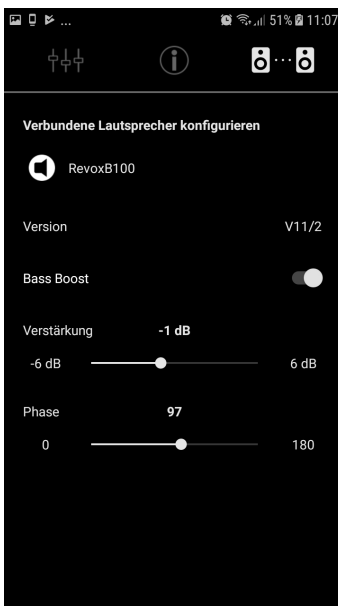 ... 51% 11:07
Verbundene Lautsprecher konfigurieren
RevoxB100
Version V11/2
Bass Boost
Verstärkung -1 dB
-6 dB 6 dB
Phase 97
0 180